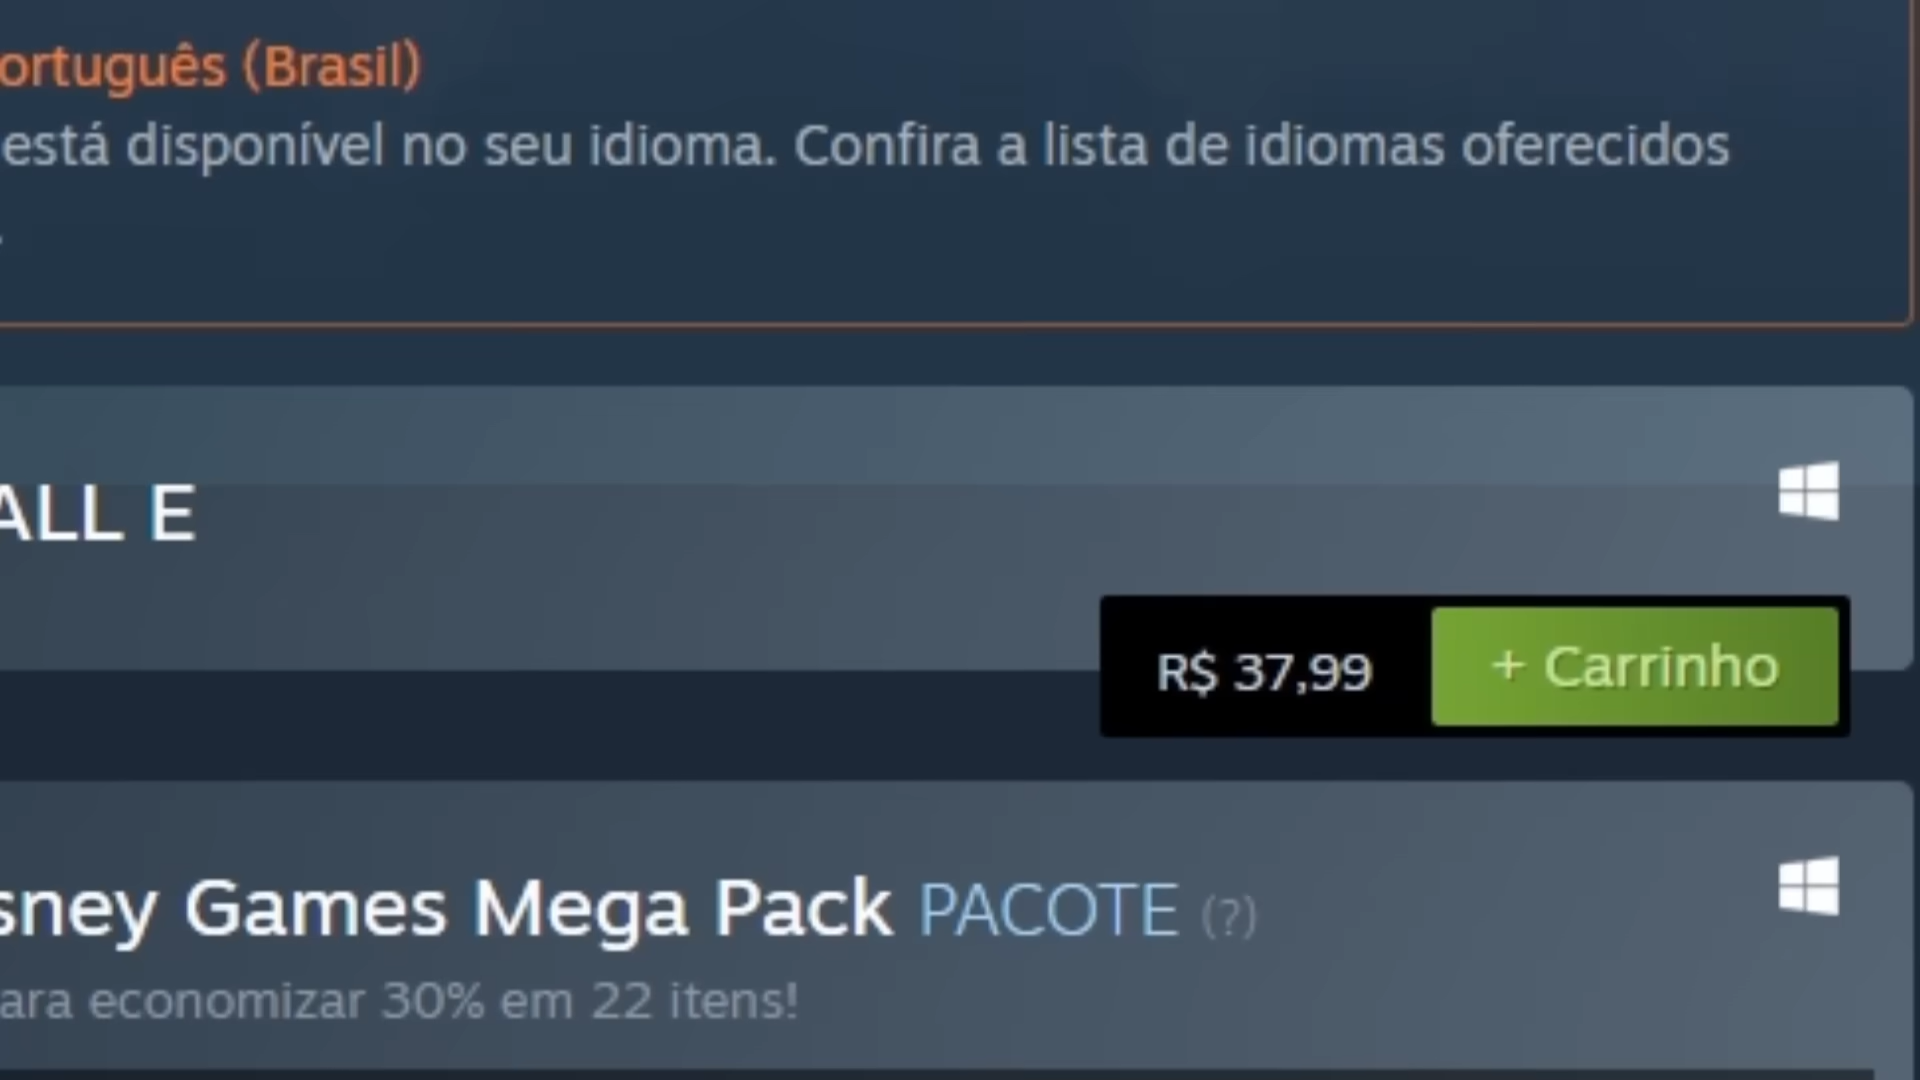 ortuguês (Brasil)
está disponível no seu idioma. Confira a lista de idiomas oferecidos
.
ALL E
R$ 37,99
+ Carrinho
sney Games Mega Pack PACOTE (?)
ara economizar 30% em 22 itens!